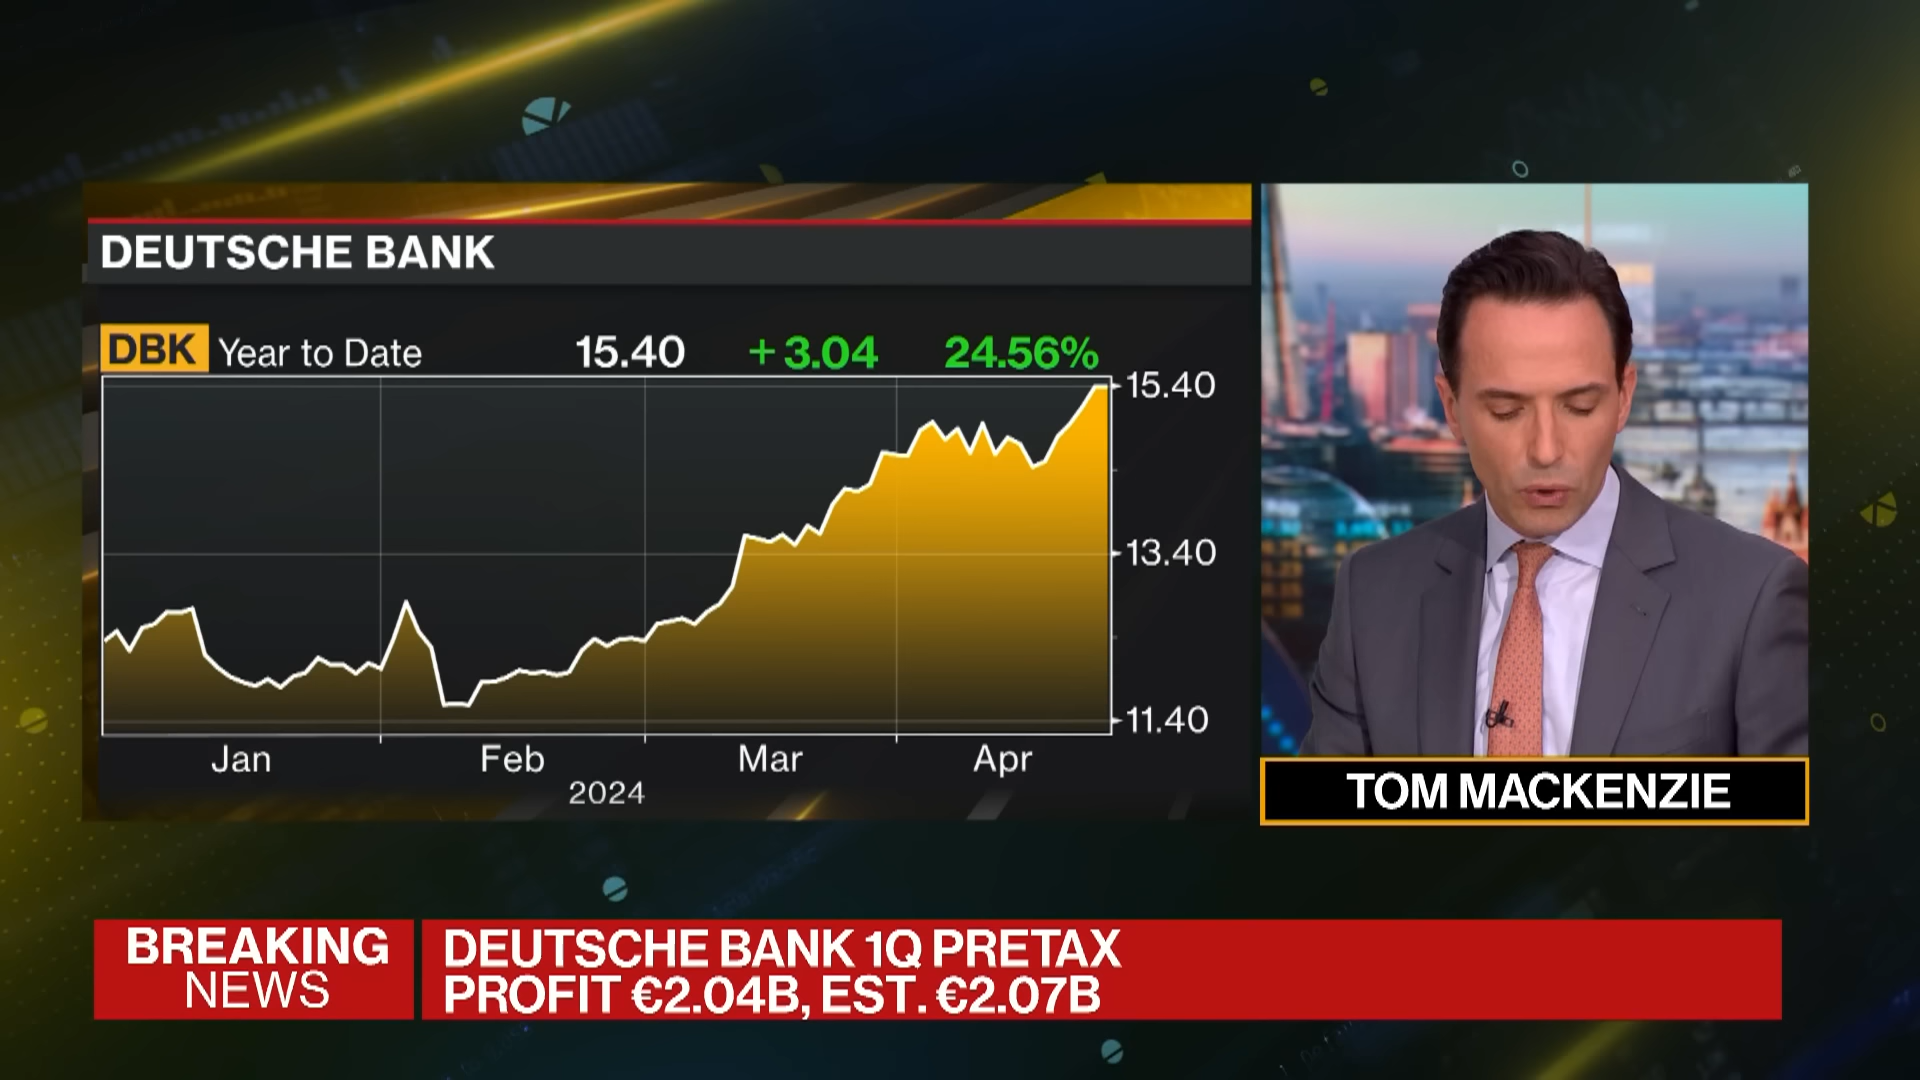 DEUTSCHE BANK
DBK Year to Date 15.40 +3.04 24.56%
15.40
13.40
11.40
Jan Feb Mar Apr
2024
TOM MACKENZIE
BREAKING
NEWS
DEUTSCHE BANK 1Q PRETAX
PROFIT €2.04B, EST. €2.07B